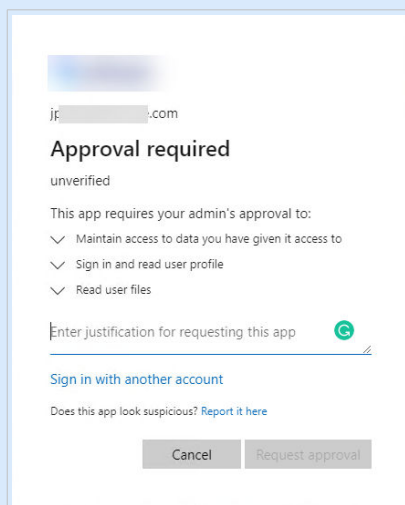 jp .com
Approval required
unverified
This app requires your admin's approval to:
Maintain access to data you have given it access to
Sign in and read user profile
Read user files
Enter justification for requesting this app
Sign in with another account
Does this app look suspicious? Report it here
Cancel
Request approval